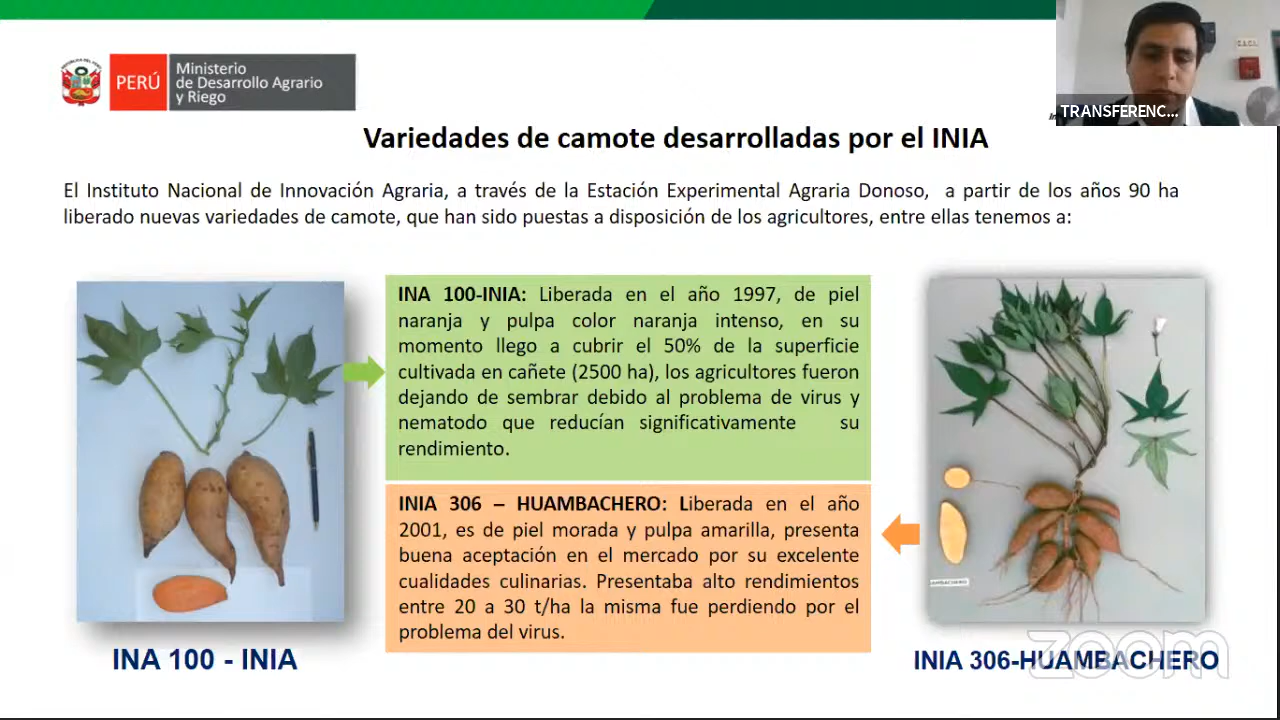 PERÚ
Ministerio
de Desarrollo Agrario
y Riego
TRANSFERENC...
Variedades de camote desarrolladas por el INIA
El Instituto Nacional de Innovación Agraria, a través de la Estación Experimental Agraria Donoso, a partir de los años 90 ha
liberado nuevas variedades de camote, que han sido puestas a disposición de los agricultores, entre ellas tenemos a:
INA 100-INIA: Liberada en el año 1997, de piel
naranja y pulpa color naranja intenso, en su
momento llego a cubrir el 50% de la superficie
cultivada en cañete (2500 ha), los agricultores fueron
dejando de sembrar debido al problema de virus y
nematodo que reducían significativamente su
rendimiento.
INIA 306 – HUAMBACHERO: Liberada en el año
2001, es de piel morada y pulpa amarilla, presenta
buena aceptación en el mercado por su excelente
cualidades culinarias. Presentaba alto rendimientos
entre 20 a 30 t/ha la misma fue perdiendo por el
problema del virus.
INA 100 - INIA
INIA 306-HUAMBACHERO
zoom